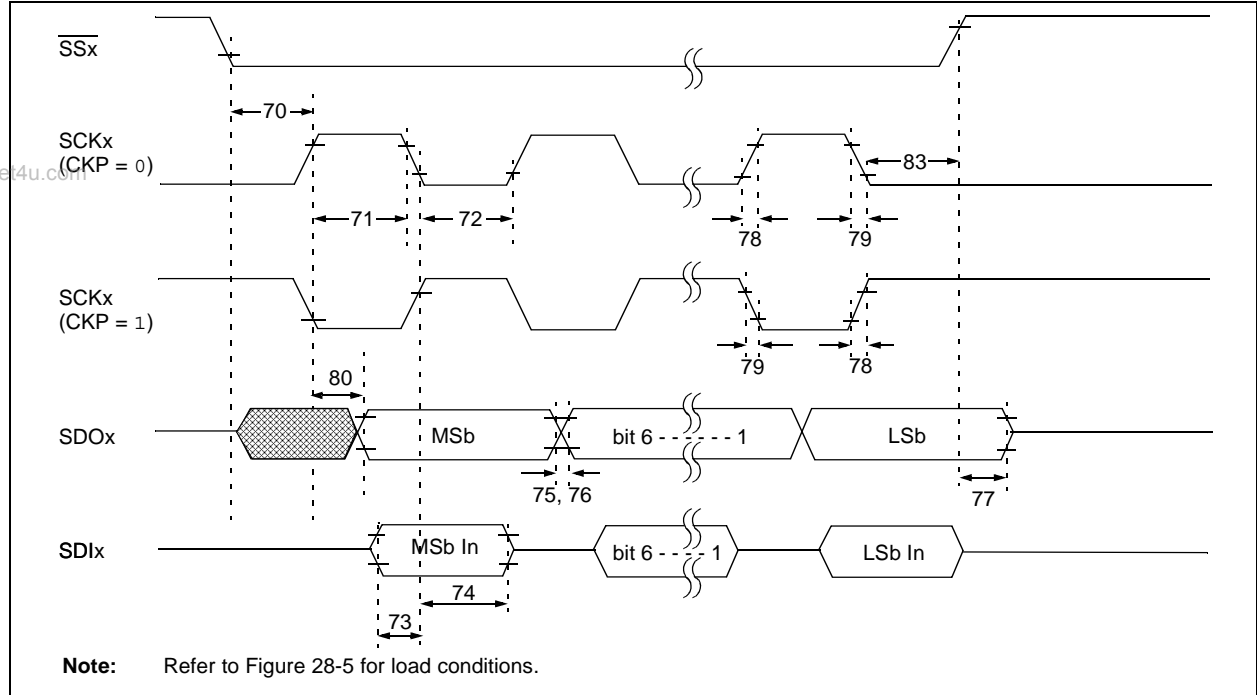 SSx
70
SCKx
(CKP = 0)
et4u.com
83
71
72
78
79
SCKx
(CKP = 1)
79
78
80
SDOx
MSb
bit 6 - - - - - - 1
LSb
75, 76
77
SDIx
MSb In
bit 6 - - - - 1
LSb In
74
73
Note: Refer to Figure 28-5 for load conditions.